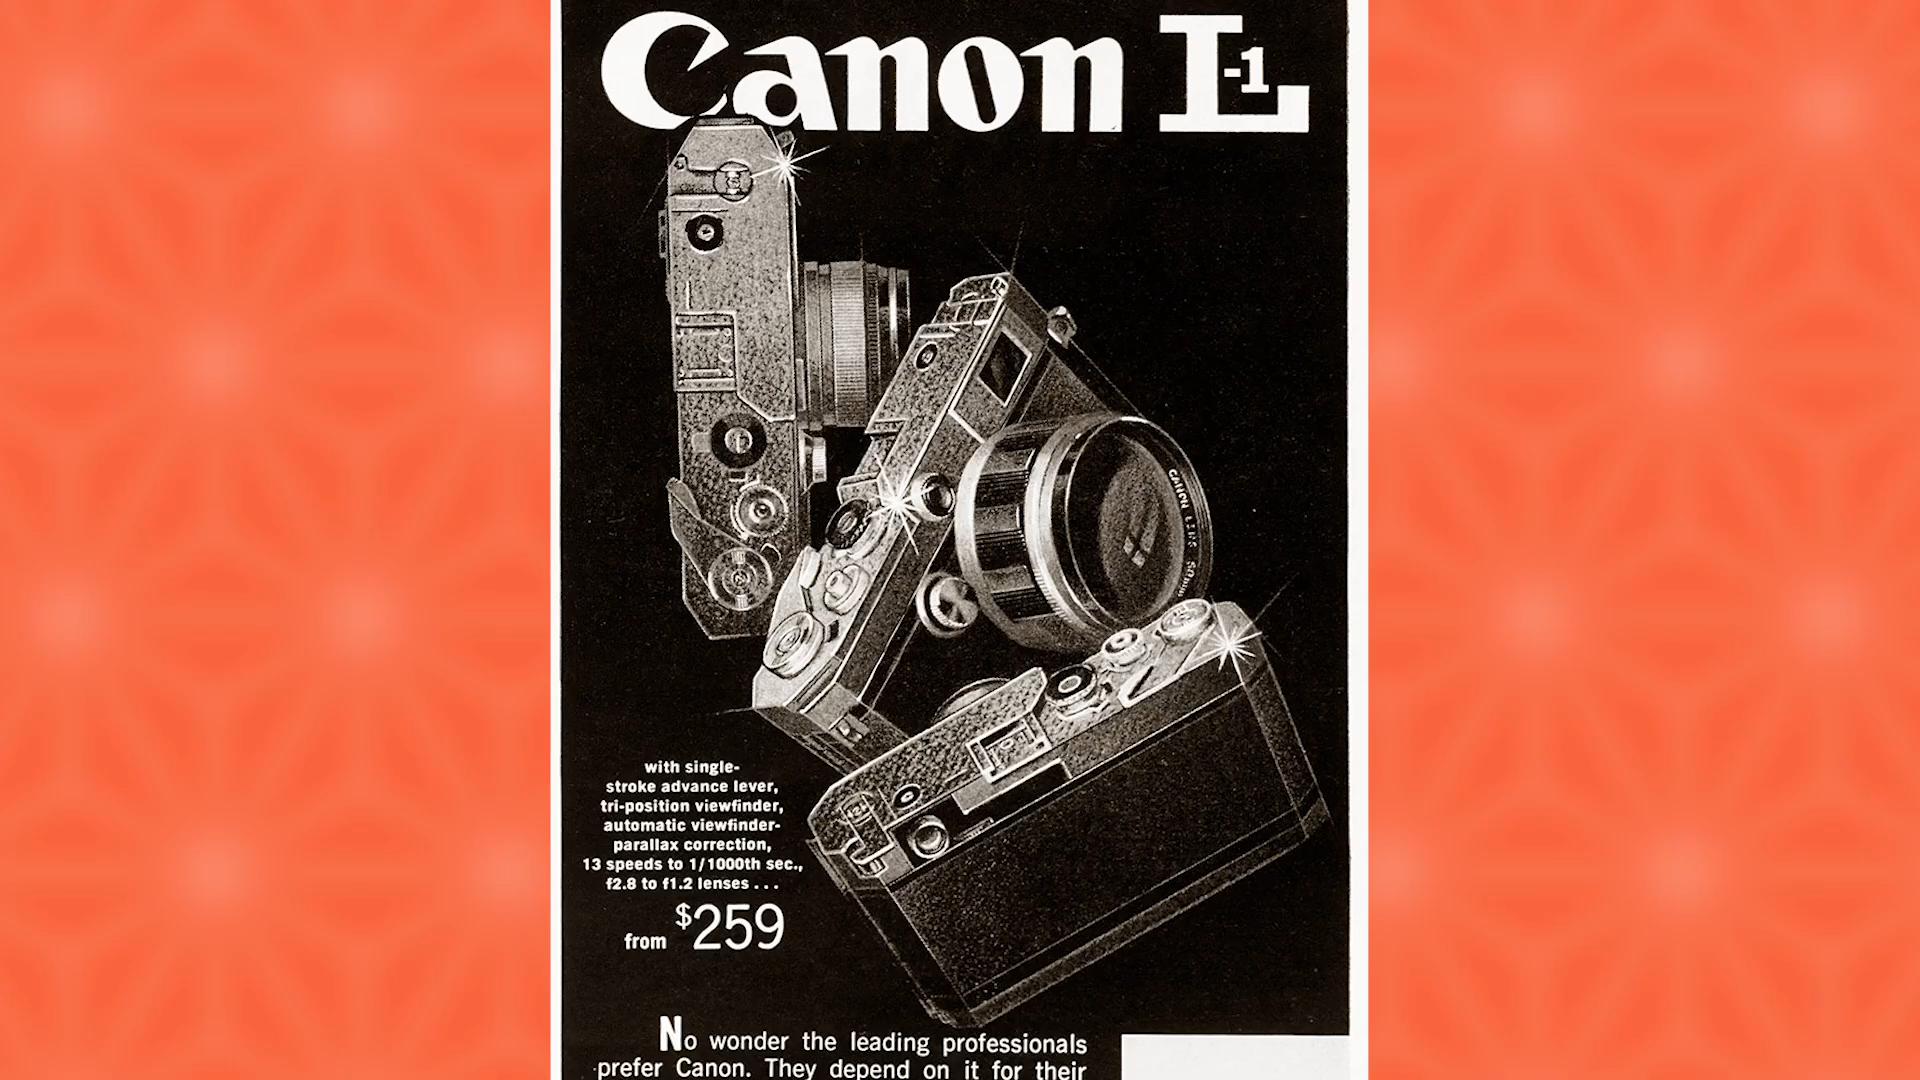 Canon L-1
CANON LENS 50mm
with single-
stroke advance lever,
tri-position viewfinder,
automatic viewfinder-
parallax correction,
13 speeds to 1/1000th sec.,
f2.8 to f1.2 lenses . . .
from $259
No wonder the leading professionals
prefer Canon. They depend on it for their